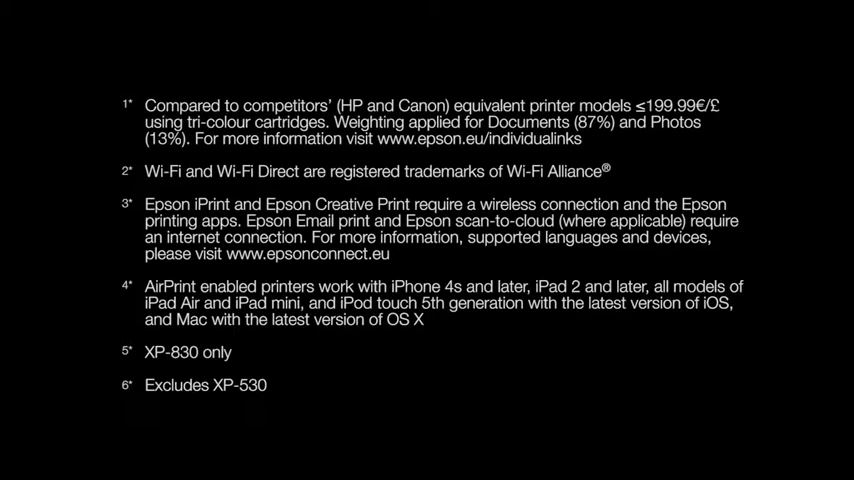 1* Compared to competitors' (HP and Canon) equivalent printer models ≤199.99€/£
using tri-colour cartridges. Weighting applied for Documents (87%) and Photos
(13%). For more information visit www.epson.eu/individualinks
2* Wi-Fi and Wi-Fi Direct are registered trademarks of Wi-Fi Alliance®
3* Epson iPrint and Epson Creative Print require a wireless connection and the Epson
printing apps. Epson Email print and Epson scan-to-cloud (where applicable) require
an internet connection. For more information, supported languages and devices,
please visit www.epsonconnect.eu
4* AirPrint enabled printers work with iPhone 4s and later, iPad 2 and later, all models of
iPad Air and iPad mini, and iPod touch 5th generation with the latest version of iOS,
and Mac with the latest version of OS X
5* XP-830 only
6* Excludes XP-530